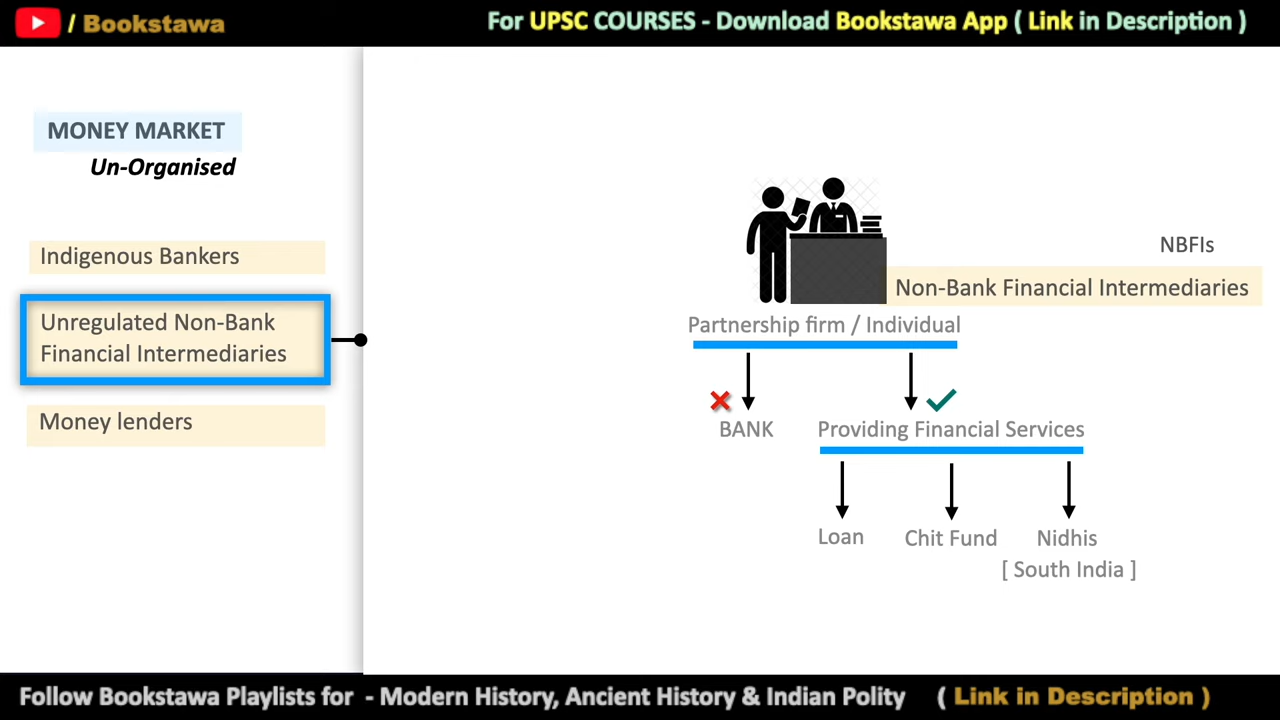 / Bookstawa
For UPSC COURSES - Download Bookstawa App ( Link in Description )
MONEY MARKET
Un-Organised
Indigenous Bankers
Unregulated Non-Bank
Financial Intermediaries
Money lenders
NBFIs
Non-Bank Financial Intermediaries
Partnership firm / Individual
BANK
Providing Financial Services
Loan
Chit Fund
Nidhis
[ South India ]
Follow Bookstawa Playlists for - Modern History, Ancient History & Indian Polity ( Link in Description )